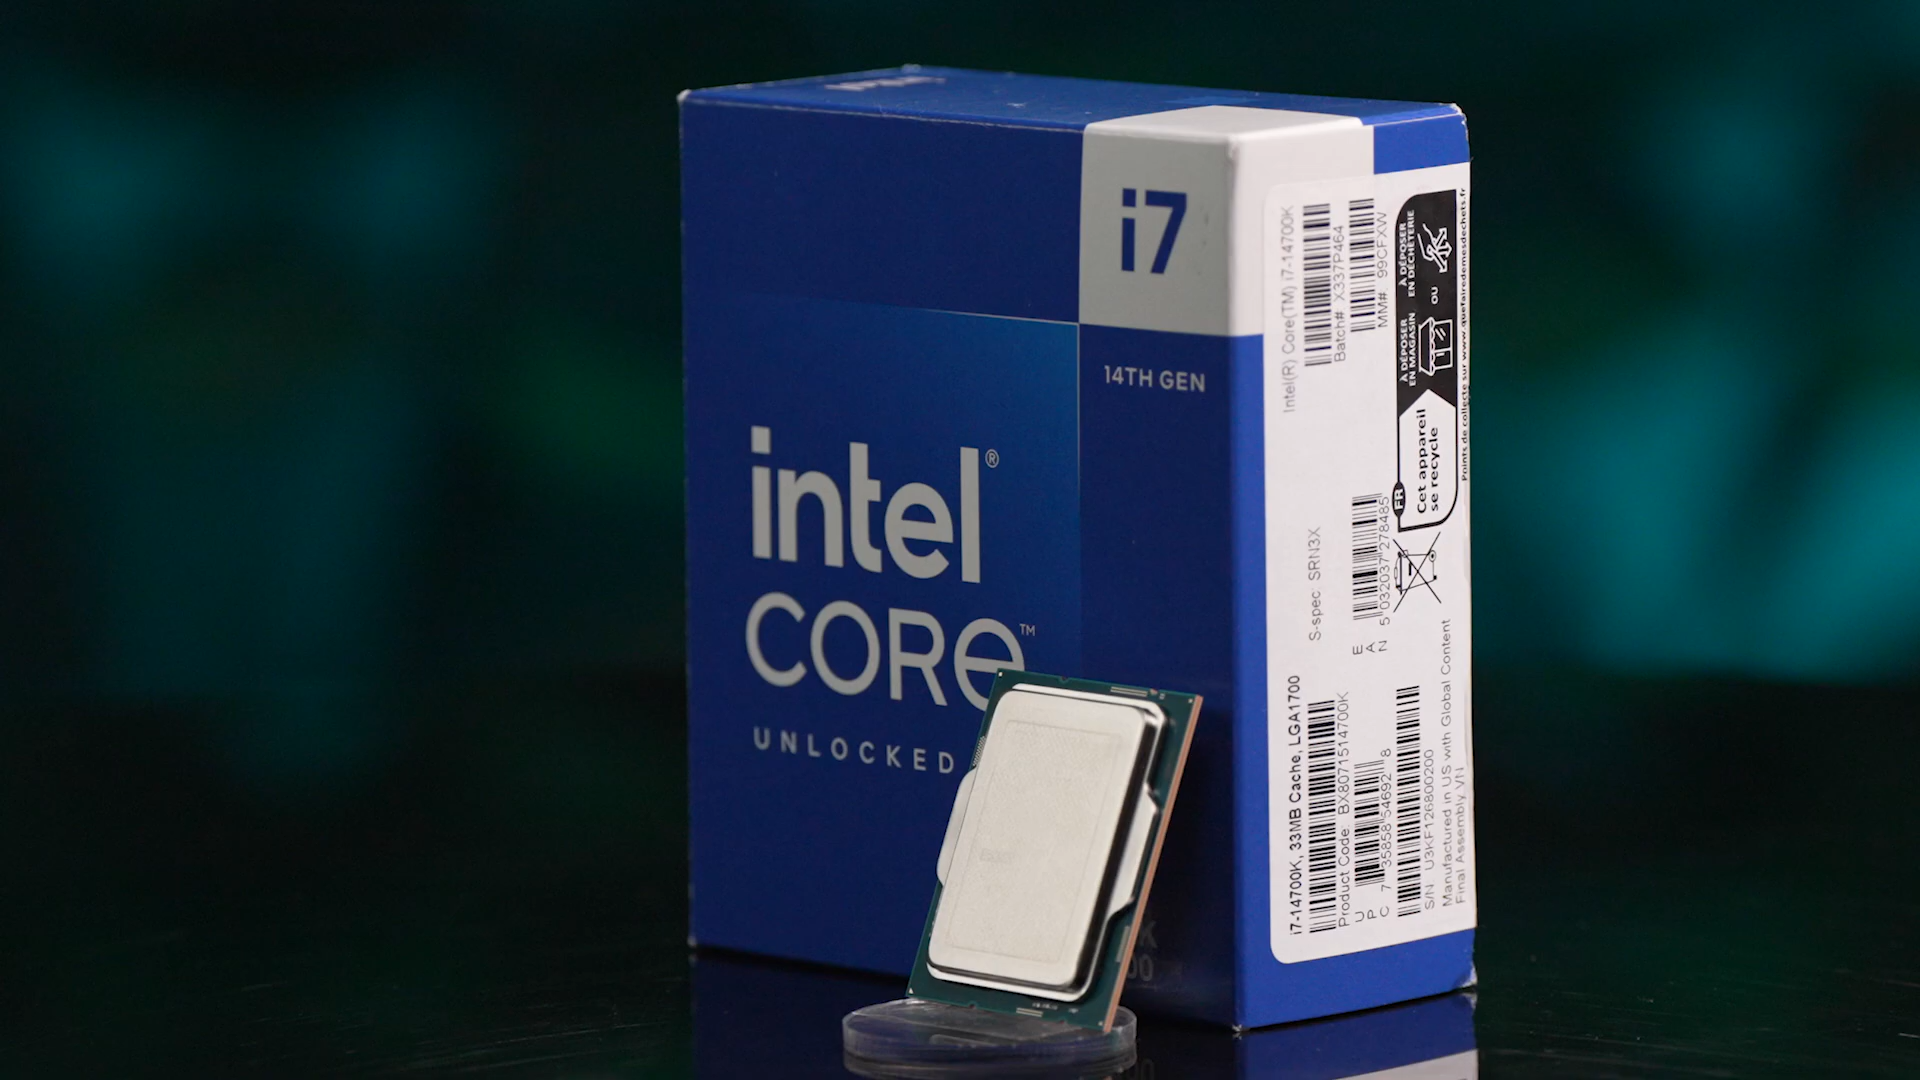 i7
14TH GEN
intel®
CORE™
UNLOCKED
Intel(R) Core(TM) i7-14700K
Batch# X337P464
MM#: 99CFXW
S-spec: SRN3X
EAN 5 032037 278485
i7-14700K, 33MB Cache, LGA1700
Product Code: BX8071514700K
UPC 7 35858 54692 8
S/N: U3KF126800200
Manufactured in US with Global Content
Final Assembly VN
FR
Cet appareil
se recycle
À DÉPOSER
EN MAGASIN
OU
À DÉPOSER
EN DÉCHÈTERIE
Points de collecte sur www.quefairedemesdechets.fr